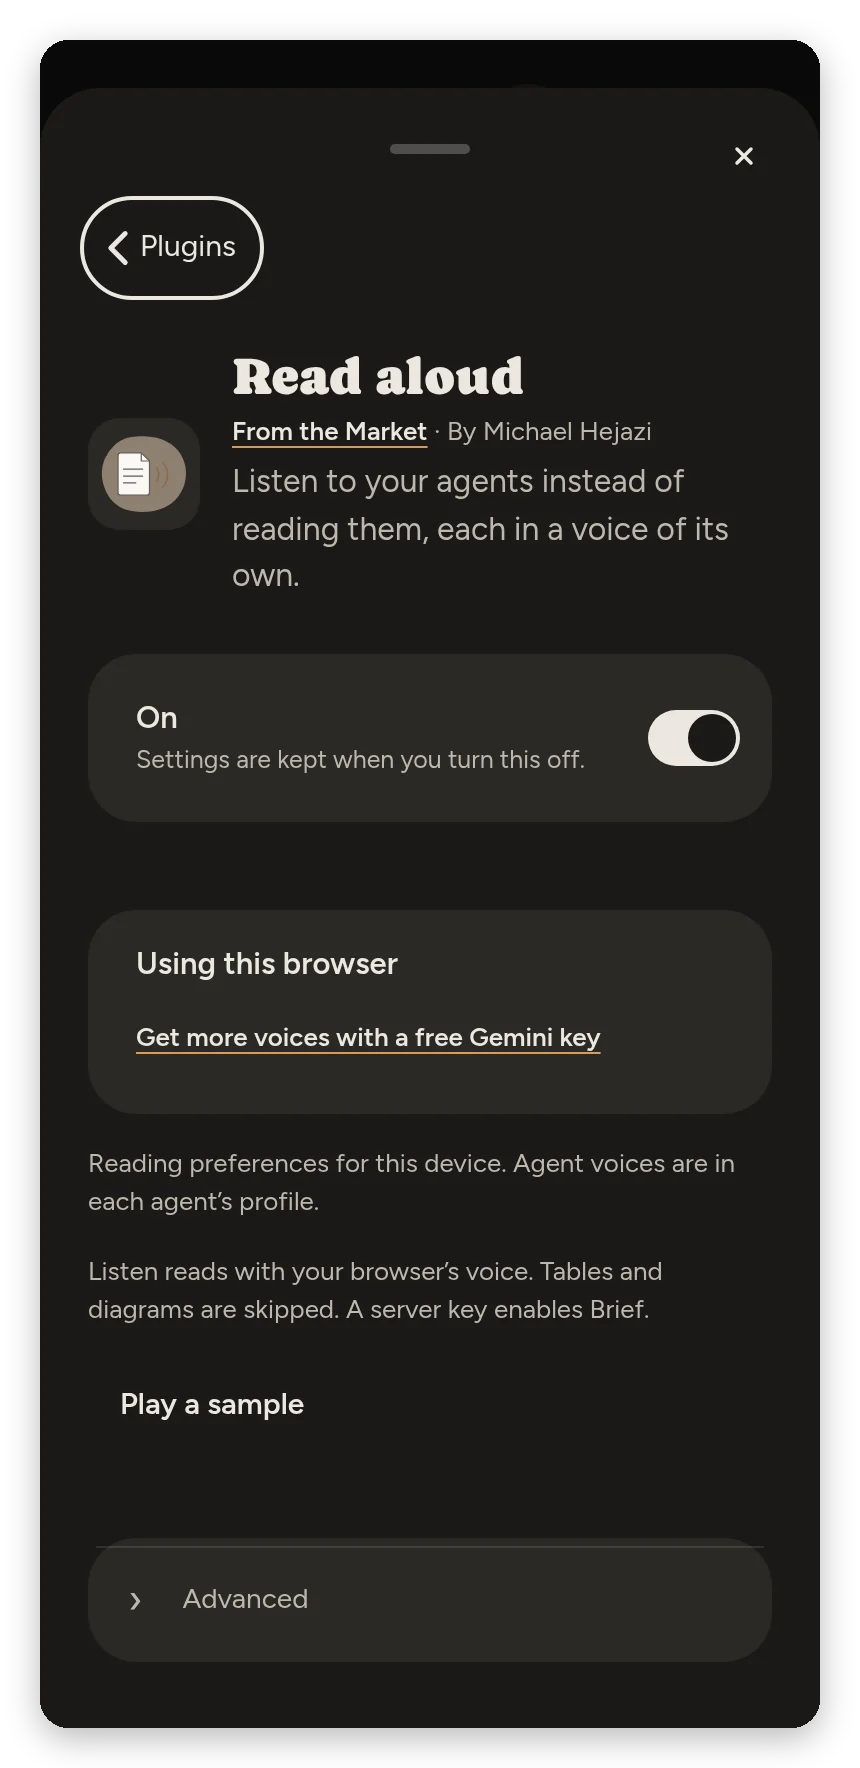 Plugins
Read aloud
From the Market · By Michael Hejazi
Listen to your agents instead of
reading them, each in a voice of its
own.
On
Settings are kept when you turn this off.
Using this browser
Get more voices with a free Gemini key
Reading preferences for this device. Agent voices are in
each agent’s profile.
Listen reads with your browser’s voice. Tables and
diagrams are skipped. A server key enables Brief.
Play a sample
Advanced